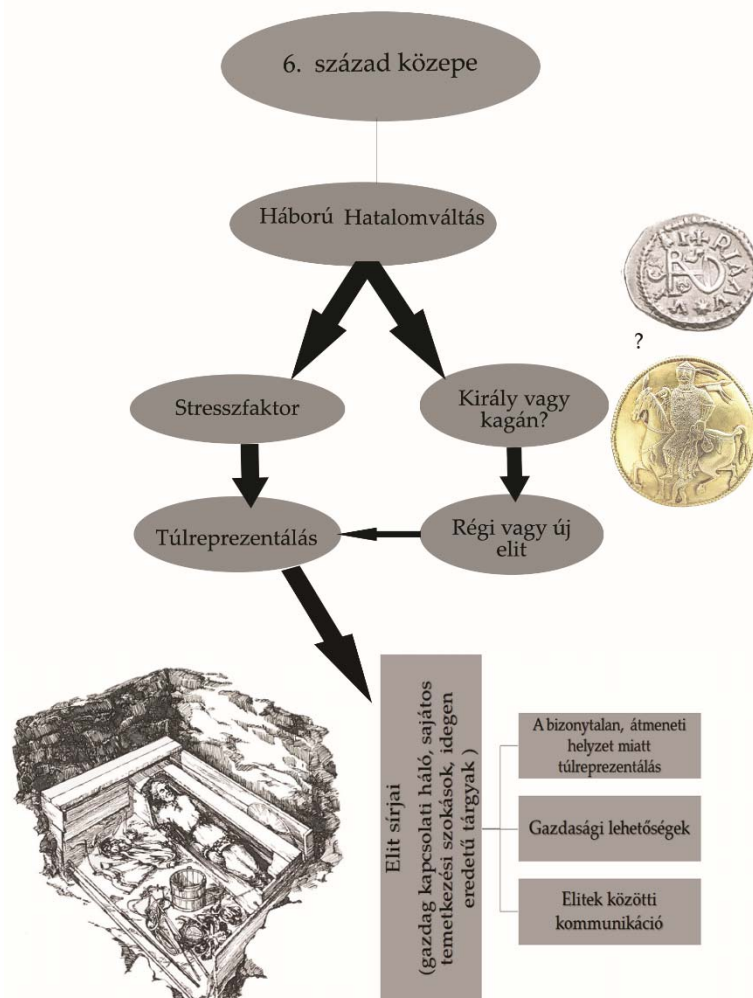 6. század közepe
Háború Hatalomváltás
?
Stresszfaktor
Király vagy
kagán?
Túlreprezentálás
Régi vagy új
elit
Elit sírjai
(gazdag kapcsolati háló, sajátos
temetkezési szokások, idegen
eredetű tárgyak )
A bizonytalan, átmeneti
helyzet miatt
túlreprezentálás
Gazdasági lehetőségek
Elitek közötti
kommunikáció